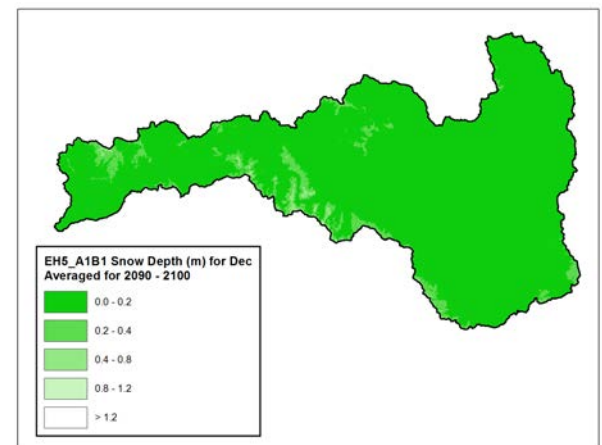 EH5_A1B1 Snow Depth (m) for Dec
Averaged for 2090 - 2100
0.0 - 0.2
0.2 - 0.4
0.4 - 0.8
0.8 - 1.2
> 1.2